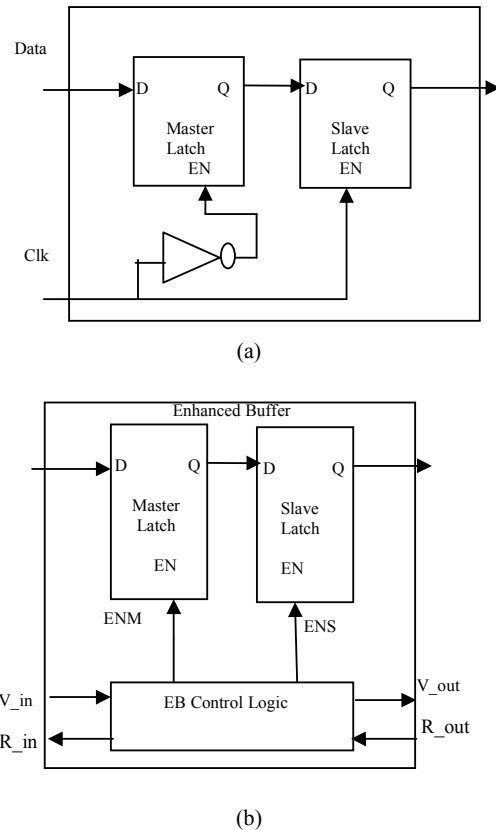 Data
D Q D Q
Master
Latch
EN
Slave
Latch
EN
Clk
(a)
Enhanced Buffer
D Q D Q
Master
Latch
EN
Slave
Latch
EN
ENM
ENS
V_in
EB Control Logic
V_out
R_in
R_out
(b)